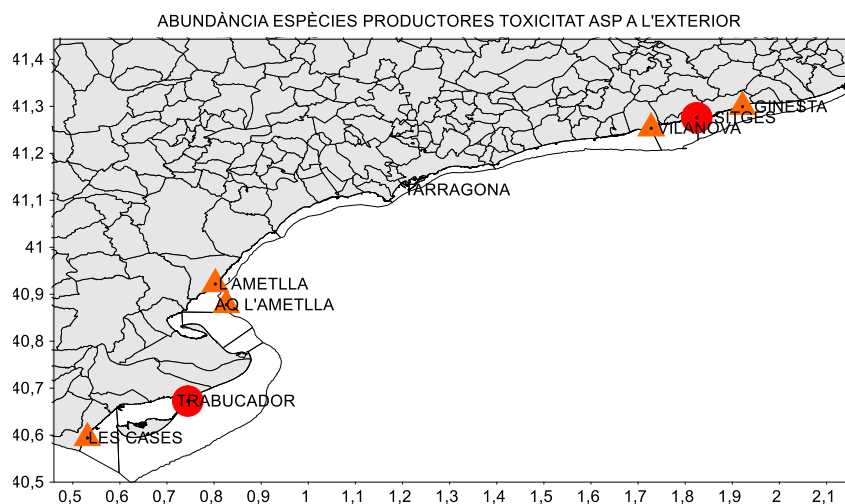 ABUNDÀNCIA ESPÈCIES PRODUCTORES TOXICITAT ASP A L'EXTERIOR
41,4
41,3
GINESTA
SITGES
VILANOVA
41,2
TARRAGONA
41,1
41
L'AMETLLA
40,9
AQ L'AMETLLA
40,8
40,7
TRABUCADOR
40,6
LES CASES
40,5
0,5 0,6 0,7 0,8 0,9 1 1,1 1,2 1,3 1,4 1,5 1,6 1,7 1,8 1,9 2 2,1